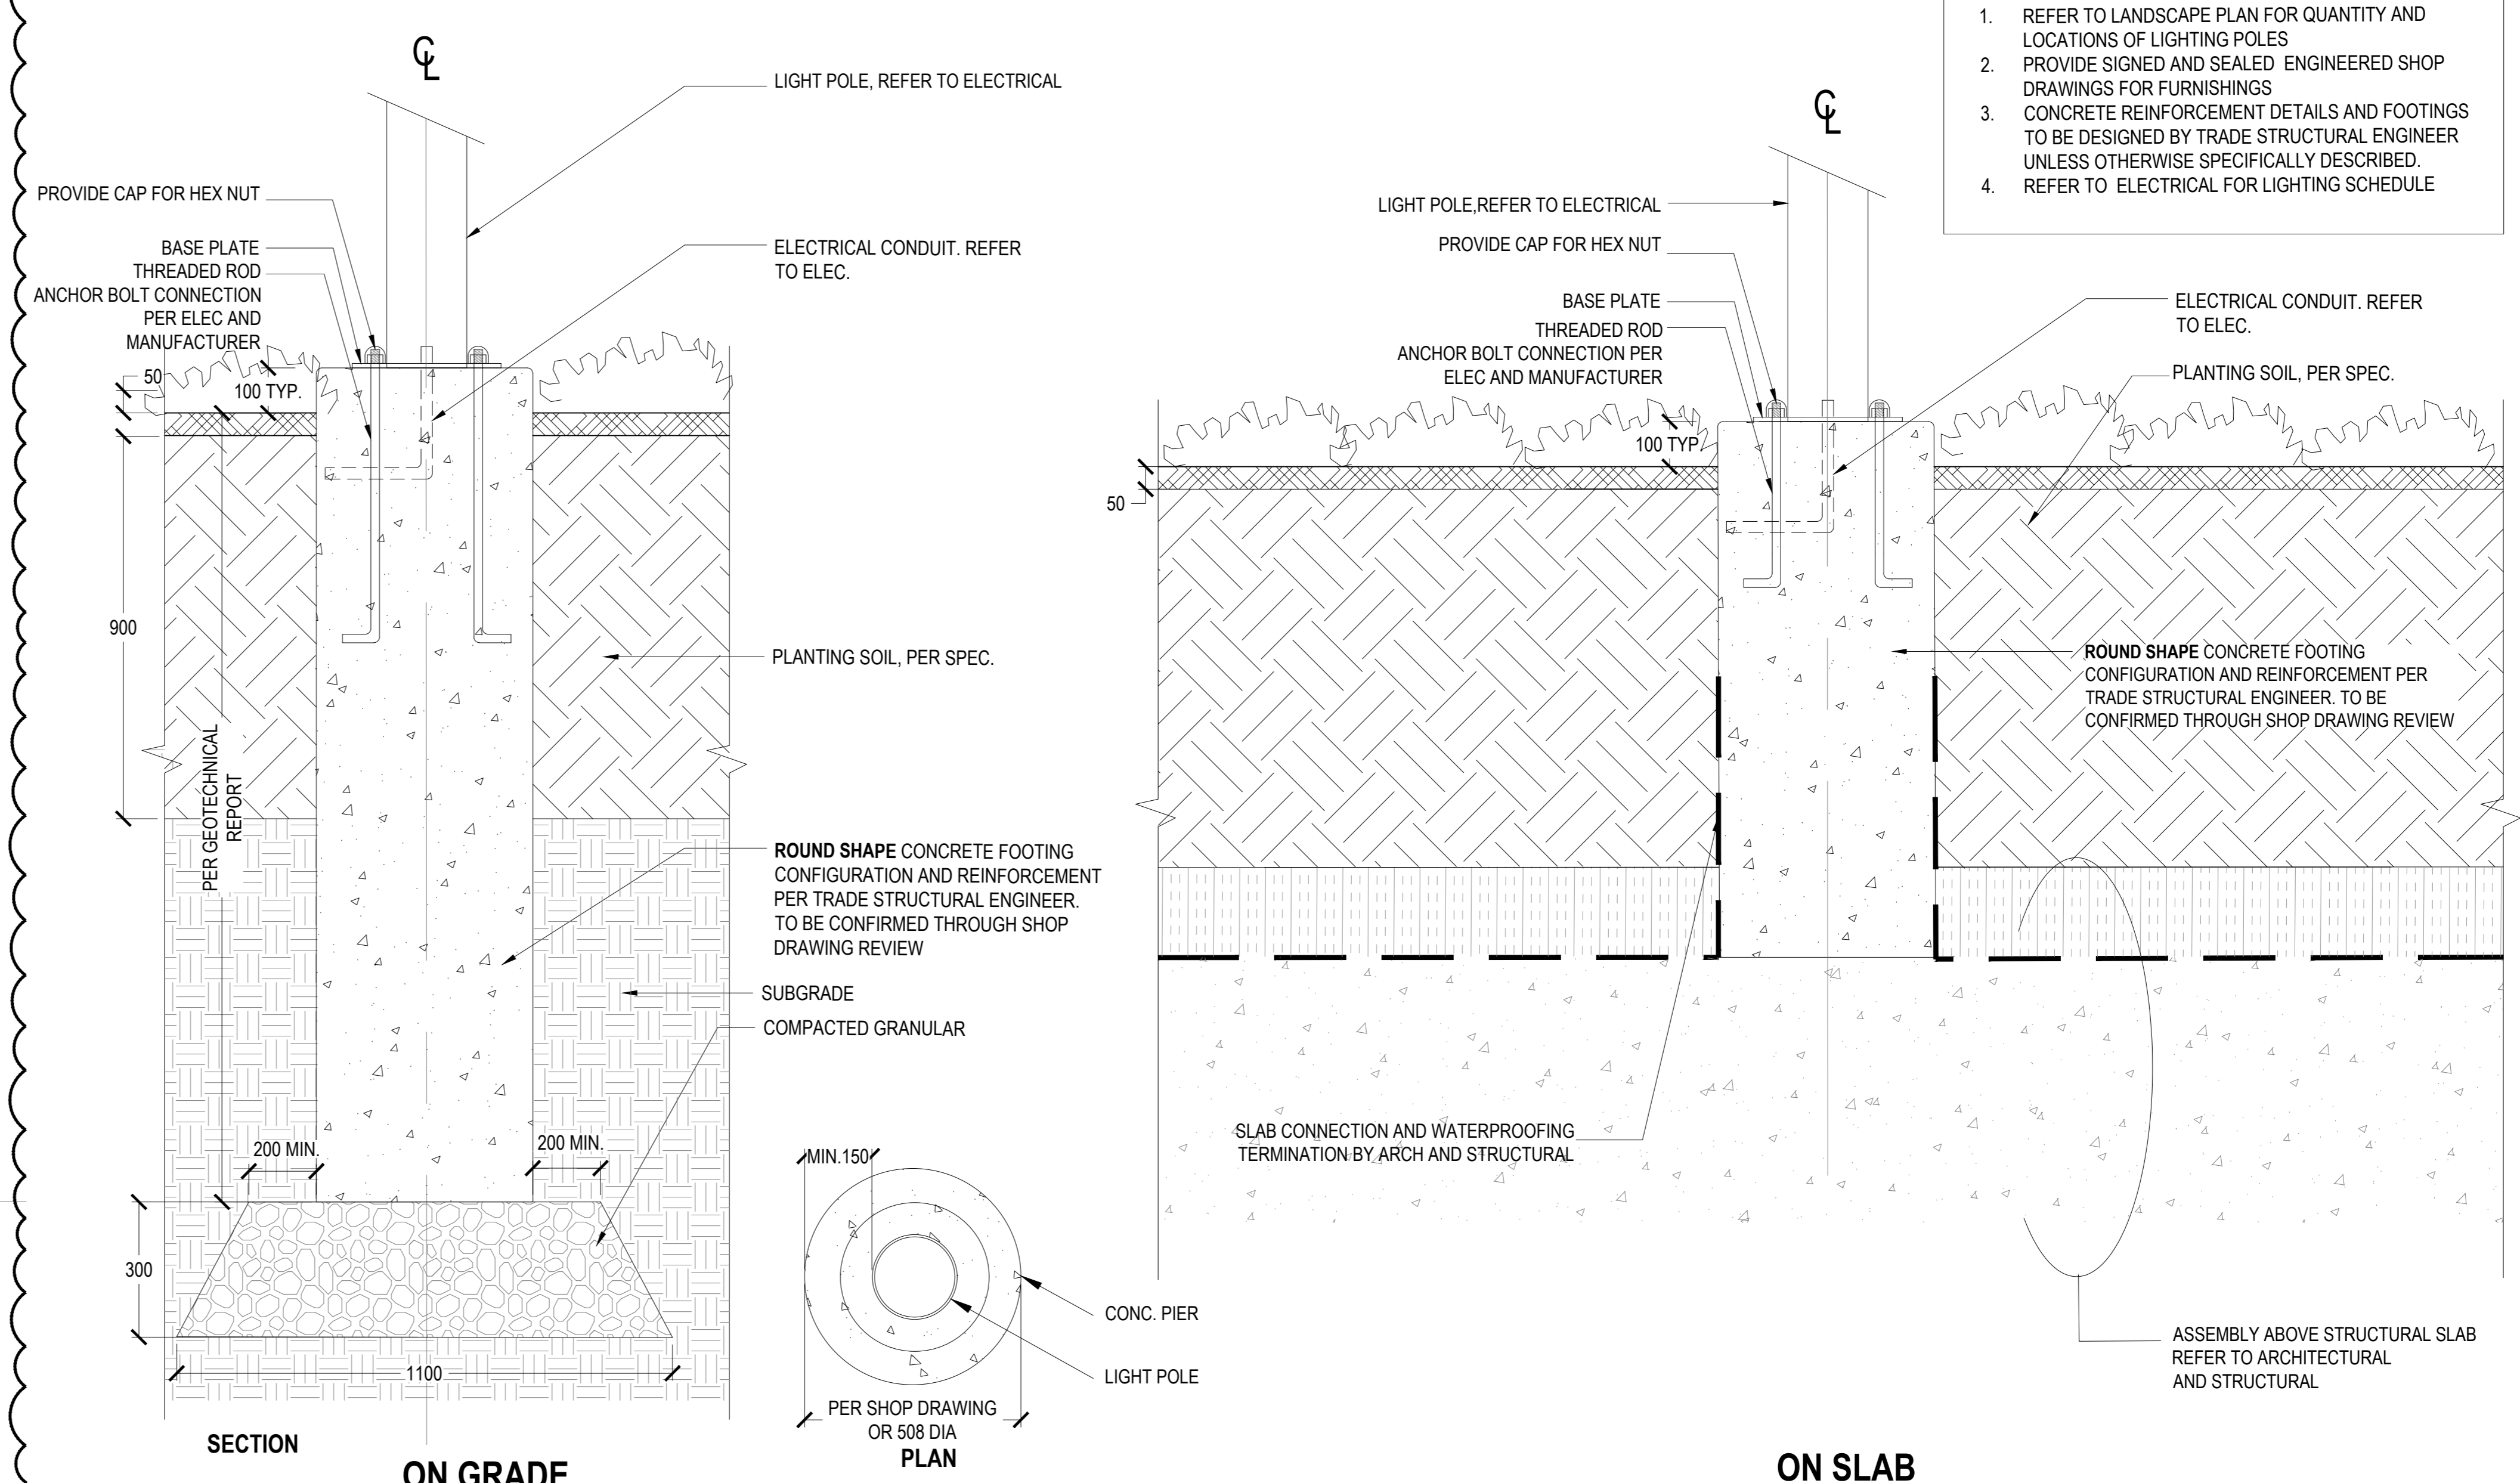 ℄
LIGHT POLE, REFER TO ELECTRICAL
PROVIDE CAP FOR HEX NUT
BASE PLATE
THREADED ROD
ANCHOR BOLT CONNECTION
PER ELEC AND
MANUFACTURER
ELECTRICAL CONDUIT. REFER
TO ELEC.
50
100 TYP.
900
PER GEOTECHNICAL
REPORT
PLANTING SOIL, PER SPEC.
ROUND SHAPE CONCRETE FOOTING
CONFIGURATION AND REINFORCEMENT
PER TRADE STRUCTURAL ENGINEER.
TO BE CONFIRMED THROUGH SHOP
DRAWING REVIEW
SUBGRADE
COMPACTED GRANULAR
200 MIN.
200 MIN.
300
1100
SECTION
ON GRADE
MIN.150
CONC. PIER
LIGHT POLE
PER SHOP DRAWING
OR 508 DIA
PLAN
1. REFER TO LANDSCAPE PLAN FOR QUANTITY AND
LOCATIONS OF LIGHTING POLES
2. PROVIDE SIGNED AND SEALED ENGINEERED SHOP
DRAWINGS FOR FURNISHINGS
3. CONCRETE REINFORCEMENT DETAILS AND FOOTINGS
TO BE DESIGNED BY TRADE STRUCTURAL ENGINEER
UNLESS OTHERWISE SPECIFICALLY DESCRIBED.
4. REFER TO ELECTRICAL FOR LIGHTING SCHEDULE
℄
LIGHT POLE,REFER TO ELECTRICAL
PROVIDE CAP FOR HEX NUT
BASE PLATE
THREADED ROD
ANCHOR BOLT CONNECTION PER
ELEC AND MANUFACTURER
ELECTRICAL CONDUIT. REFER
TO ELEC.
PLANTING SOIL, PER SPEC.
100 TYP.
50
ROUND SHAPE CONCRETE FOOTING
CONFIGURATION AND REINFORCEMENT PER
TRADE STRUCTURAL ENGINEER. TO BE
CONFIRMED THROUGH SHOP DRAWING REVIEW
SLAB CONNECTION AND WATERPROOFING
TERMINATION BY ARCH AND STRUCTURAL
ASSEMBLY ABOVE STRUCTURAL SLAB
REFER TO ARCHITECTURAL
AND STRUCTURAL
ON SLAB